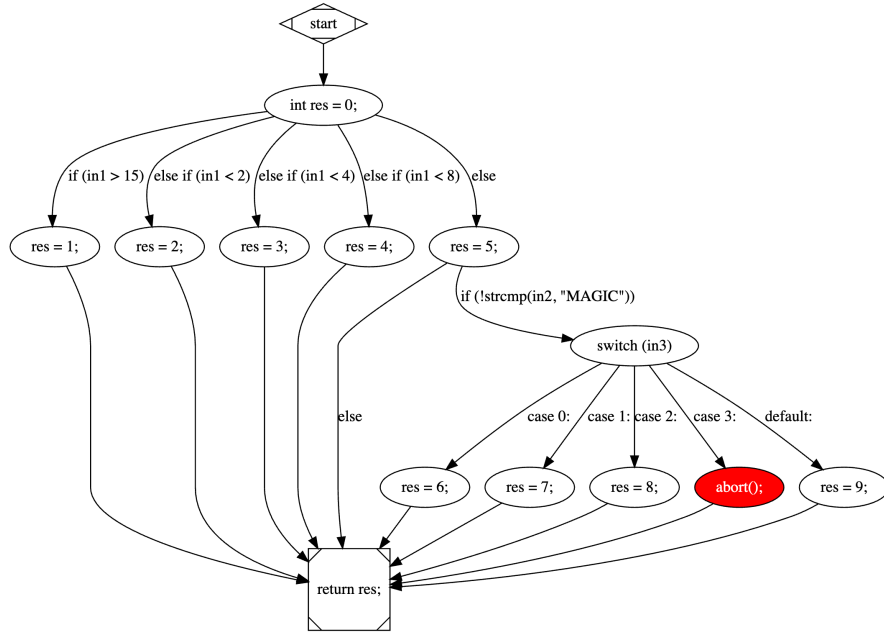 start
int res = 0;
if (in1 > 15)
else if (in1 < 2)
else if (in1 < 4)
else if (in1 < 8)
else
res = 1;
res = 2;
res = 3;
res = 4;
res = 5;
if (!strcmp(in2, "MAGIC"))
switch (in3)
else
case 0:
case 1:
case 2:
case 3:
default:
res = 6;
res = 7;
res = 8;
abort();
res = 9;
return res;